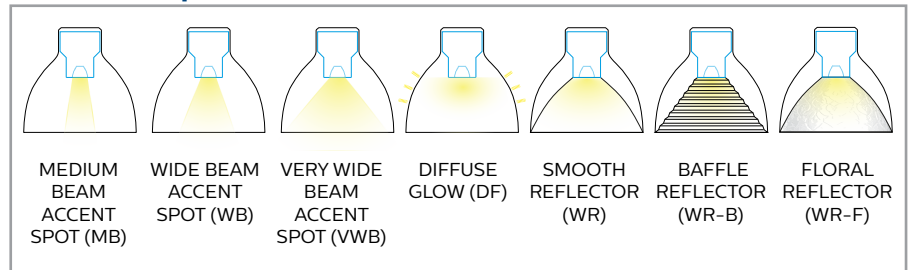 MEDIUM
BEAM
ACCENT
SPOT (MB)
WIDE BEAM
ACCENT
SPOT (WB)
VERY WIDE
BEAM
ACCENT
SPOT (VWB)
DIFFUSE
GLOW (DF)
SMOOTH
REFLECTOR
(WR)
BAFFLE
REFLECTOR
(WR-B)
FLORAL
REFLECTOR
(WR-F)